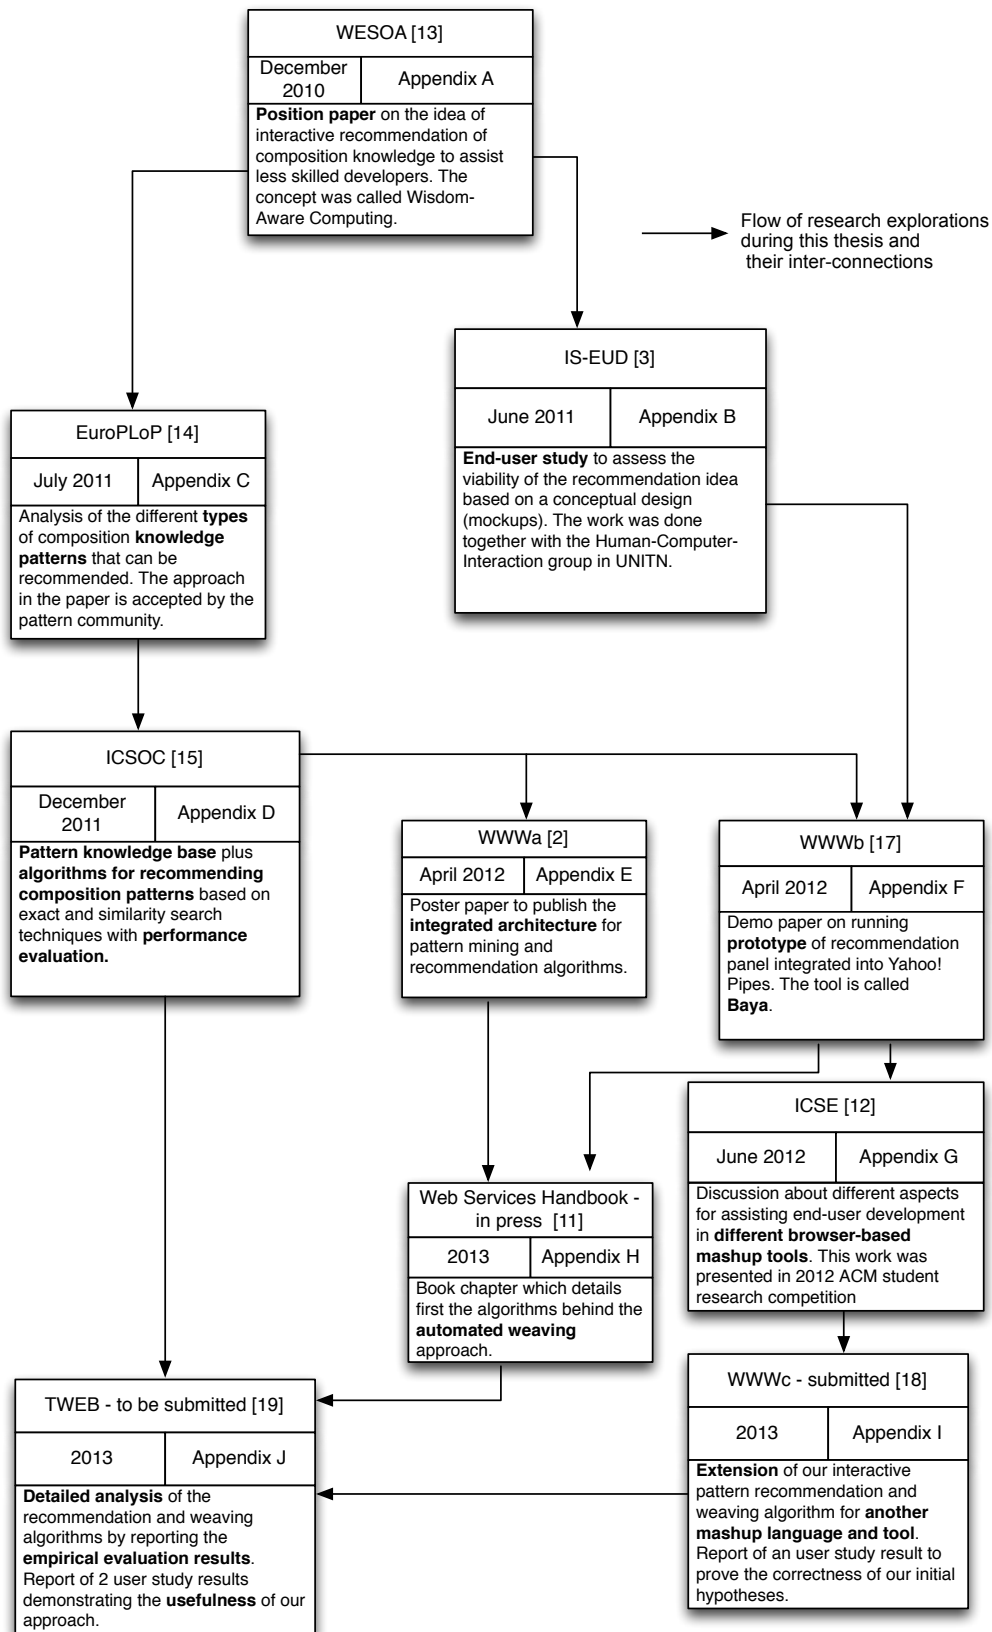 WESOA [13]
December
2010
Appendix A
Position paper on the idea of
interactive recommendation of
composition knowledge to assist
less skilled developers. The
concept was called Wisdom-
Aware Computing.
Flow of research explorations
during this thesis and
their inter-connections
IS-EUD [3]
June 2011
Appendix B
End-user study to assess the
viability of the recommendation idea
based on a conceptual design
(mockups). The work was done
together with the Human-Computer-
Interaction group in UNITN.
EuroPLoP [14]
July 2011
Appendix C
Analysis of the different types
of composition knowledge
patterns that can be
recommended. The approach
in the paper is accepted by the
pattern community.
ICSOC [15]
December
2011
Appendix D
Pattern knowledge base plus
algorithms for recommending
composition patterns based on
exact and similarity search
techniques with performance
evaluation.
WWWa [2]
April 2012
Appendix E
Poster paper to publish the
integrated architecture for
pattern mining and
recommendation algorithms.
WWWb [17]
April 2012
Appendix F
Demo paper on running
prototype of recommendation
panel integrated into Yahoo!
Pipes. The tool is called
Baya.
ICSE [12]
June 2012
Appendix G
Discussion about different aspects
for assisting end-user development
in different browser-based
mashup tools. This work was
presented in 2012 ACM student
research competition
Web Services Handbook -
in press [11]
2013
Appendix H
Book chapter which details
first the algorithms behind the
automated weaving
approach.
WWWc - submitted [18]
2013
Appendix I
Extension of our interactive
pattern recommendation and
weaving algorithm for another
mashup language and tool.
Report of an user study result to
prove the correctness of our initial
hypotheses.
TWEB - to be submitted [19]
2013
Appendix J
Detailed analysis of the
recommendation and weaving
algorithms by reporting the
empirical evaluation results.
Report of 2 user study results
demonstrating the usefulness of our
approach.